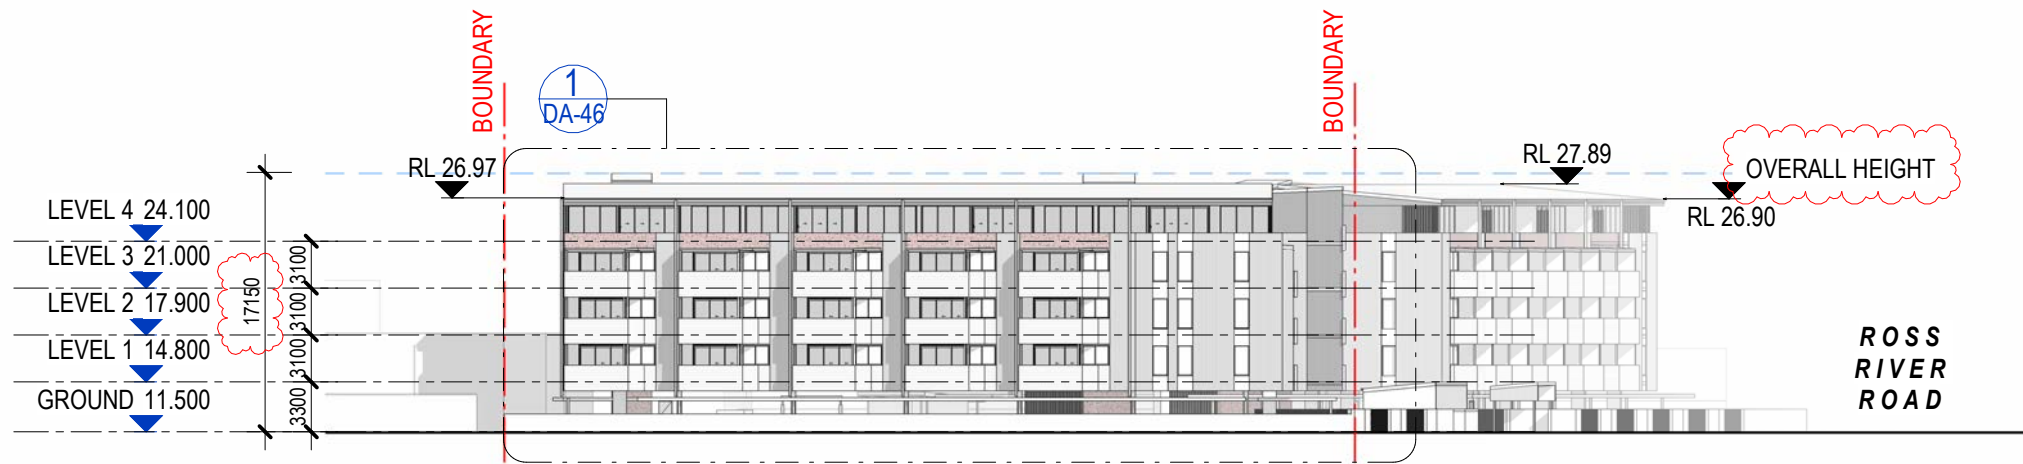 BOUNDARY
BOUNDARY
1
DA-46
RL 26.97
RL 27.89
OVERALL HEIGHT
RL 26.90
LEVEL 4 24.100
LEVEL 3 21.000
LEVEL 2 17.900
LEVEL 1 14.800
GROUND 11.500
17150
3100
3100
3100
3300
ROSS
RIVER
ROAD